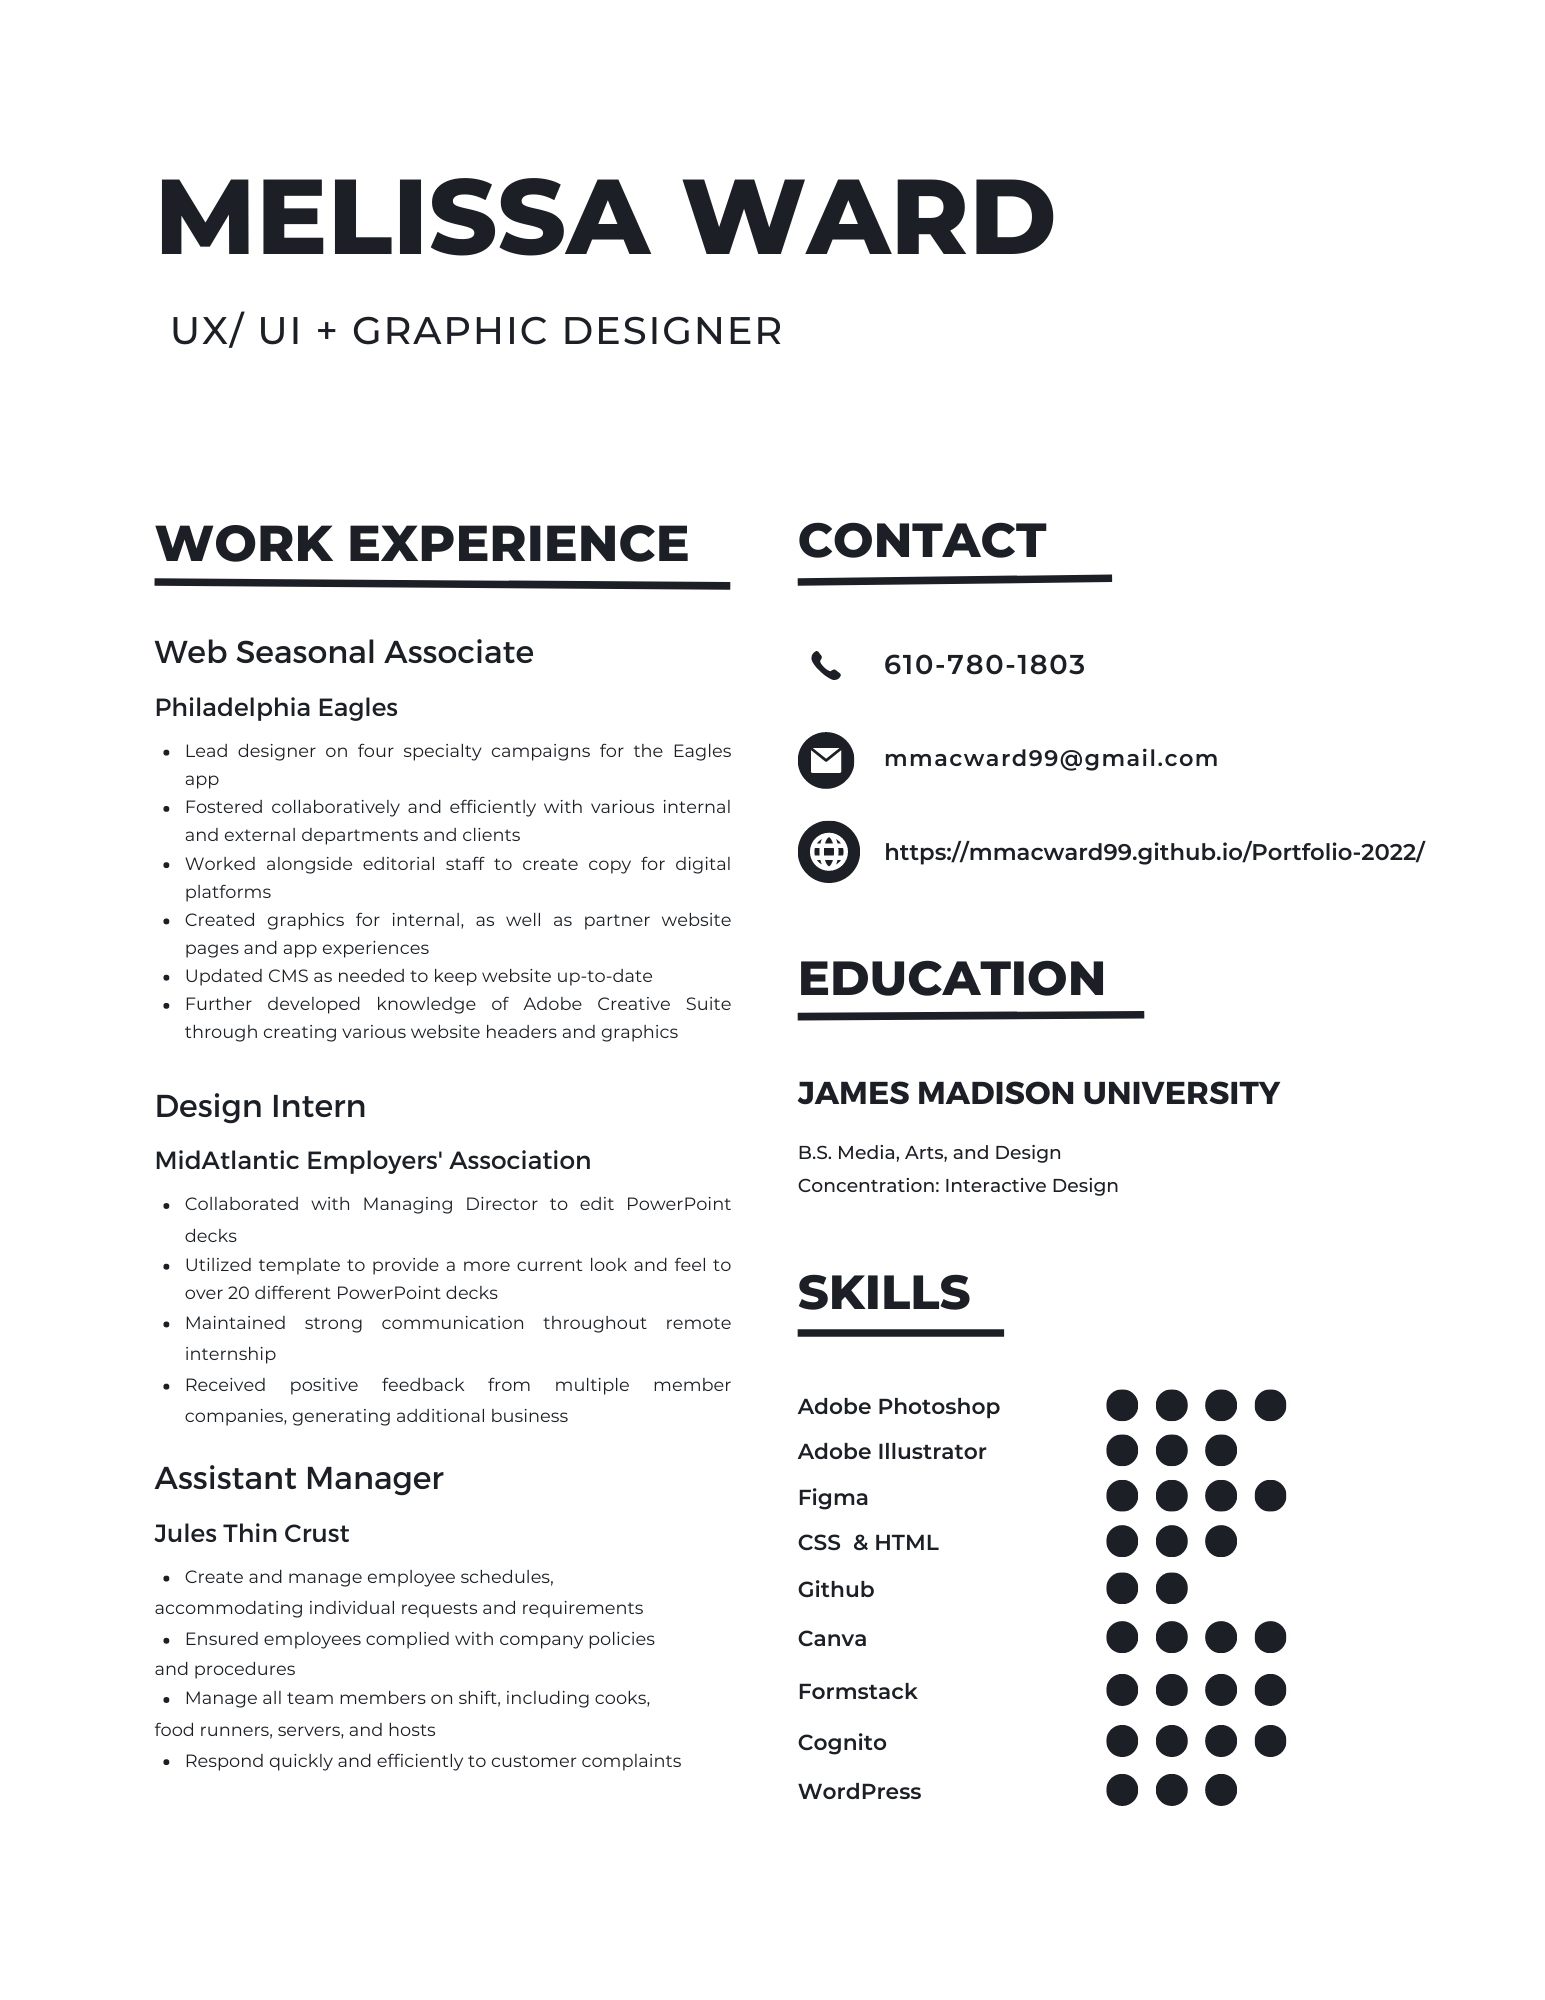 MELISSA WARD
UX/ UI + GRAPHIC DESIGNER
WORK EXPERIENCE
Web Seasonal Associate
Philadelphia Eagles
• Lead designer on four specialty campaigns for the Eagles
app
• Fostered collaboratively and efficiently with various internal
and external departments and clients
• Worked alongside editorial staff to create copy for digital
platforms
• Created graphics for internal, as well as partner website
pages and app experiences
• Updated CMS as needed to keep website up-to-date
• Further developed knowledge of Adobe Creative Suite
through creating various website headers and graphics
Design Intern
MidAtlantic Employers' Association
• Collaborated with Managing Director to edit PowerPoint
decks
• Utilized template to provide a more current look and feel to
over 20 different PowerPoint decks
• Maintained strong communication throughout remote
internship
• Received positive feedback from multiple member
companies, generating additional business
Assistant Manager
Jules Thin Crust
• Create and manage employee schedules,
accommodating individual requests and requirements
• Ensured employees complied with company policies
and procedures
• Manage all team members on shift, including cooks,
food runners, servers, and hosts
• Respond quickly and efficiently to customer complaints
CONTACT
610-780-1803
mmacward99@gmail.com
https://mmacward99.github.io/Portfolio-2022/
EDUCATION
JAMES MADISON UNIVERSITY
B.S. Media, Arts, and Design
Concentration: Interactive Design
SKILLS
Adobe Photoshop
Adobe Illustrator
Figma
CSS & HTML
Github
Canva
Formstack
Cognito
WordPress